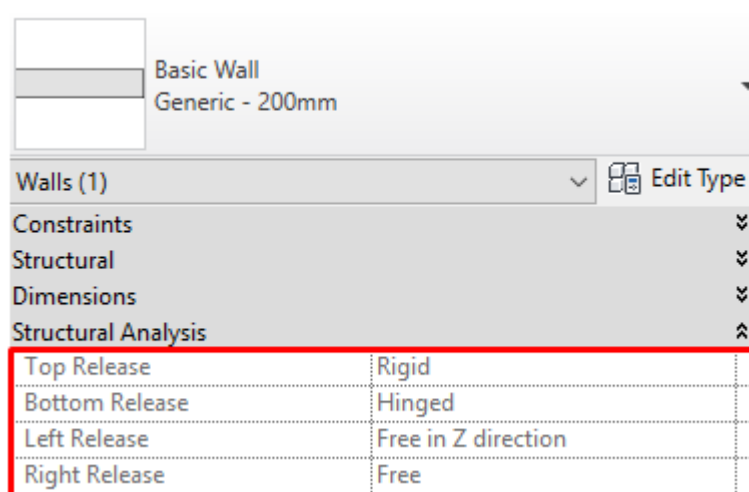 Basic Wall
Generic - 200mm
Walls (1) Edit Type
Constraints
Structural
Dimensions
Structural Analysis
Top Release Rigid
Bottom Release Hinged
Left Release Free in Z direction
Right Release Free